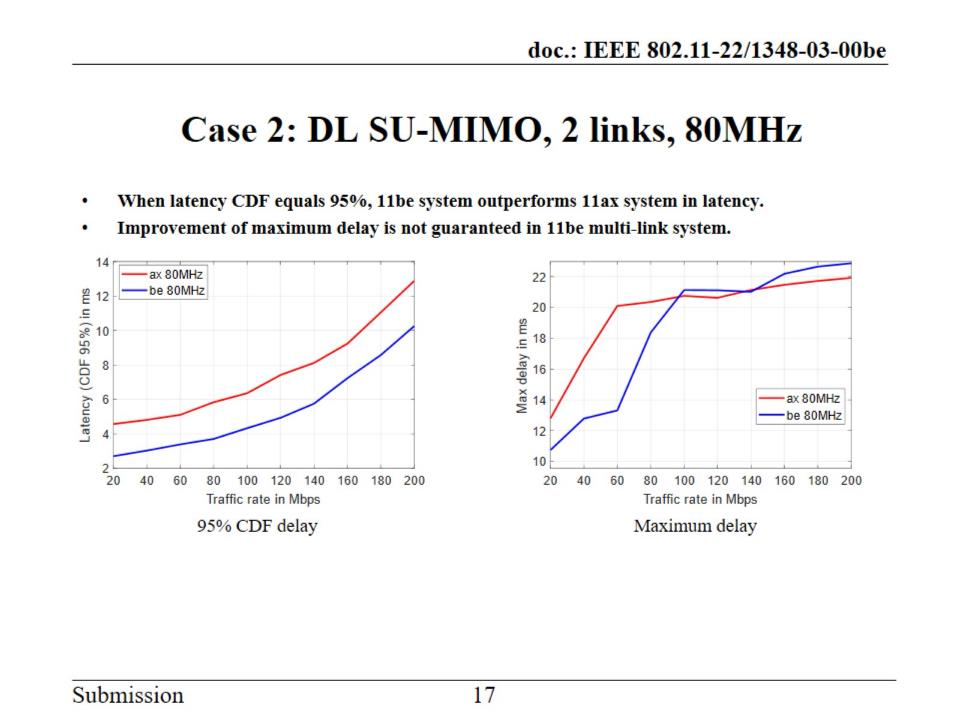 doc.: IEEE 802.11-22/1348-03-00be
Case 2: DL SU-MIMO, 2 links, 80MHz
• When latency CDF equals 95%, 11be system outperforms 11ax system in latency.
• Improvement of maximum delay is not guaranteed in 11be multi-link system.
14
12
10
8
6
4
2
Latency (CDF 95%) in ms
ax 80MHz
be 80MHz
20 40 60 80 100 120 140 160 180 200
Traffic rate in Mbps
95% CDF delay
22
20
18
16
14
12
10
Max delay in ms
ax 80MHz
be 80MHz
20 40 60 80 100 120 140 160 180 200
Traffic rate in Mbps
Maximum delay
Submission
17